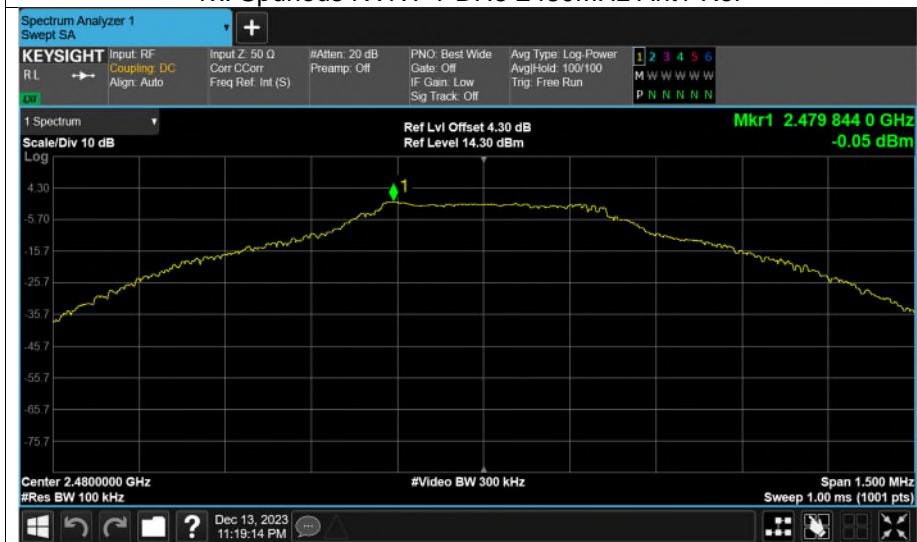 Spectrum Analyzer 1
Swept SA
KEYSIGHT
RL
LXI
Input: RF
Coupling: DC
Align: Auto
Input Z: 50 Ω
Corr CCorr
Freq Ref: Int (S)
#Atten: 20 dB
Preamp: Off
PNO: Best Wide
Gate: Off
IF Gain: Low
Sig Track: Off
Avg Type: Log-Power
Avg|Hold: 100/100
Trig: Free Run
1 2 3 4 5 6
M W W W W W
P N N N N N
1 Spectrum
Scale/Div 10 dB
Log
Ref Lvl Offset 4.30 dB
Ref Level 14.30 dBm
Mkr1 2.479 844 0 GHz
-0.05 dBm
1
4.30
-5.70
-15.7
-25.7
-35.7
-45.7
-55.7
-65.7
-75.7
Center 2.4800000 GHz
#Res BW 100 kHz
#Video BW 300 kHz
Span 1.500 MHz
Sweep 1.00 ms (1001 pts)
?
Dec 13, 2023
11:19:14 PM